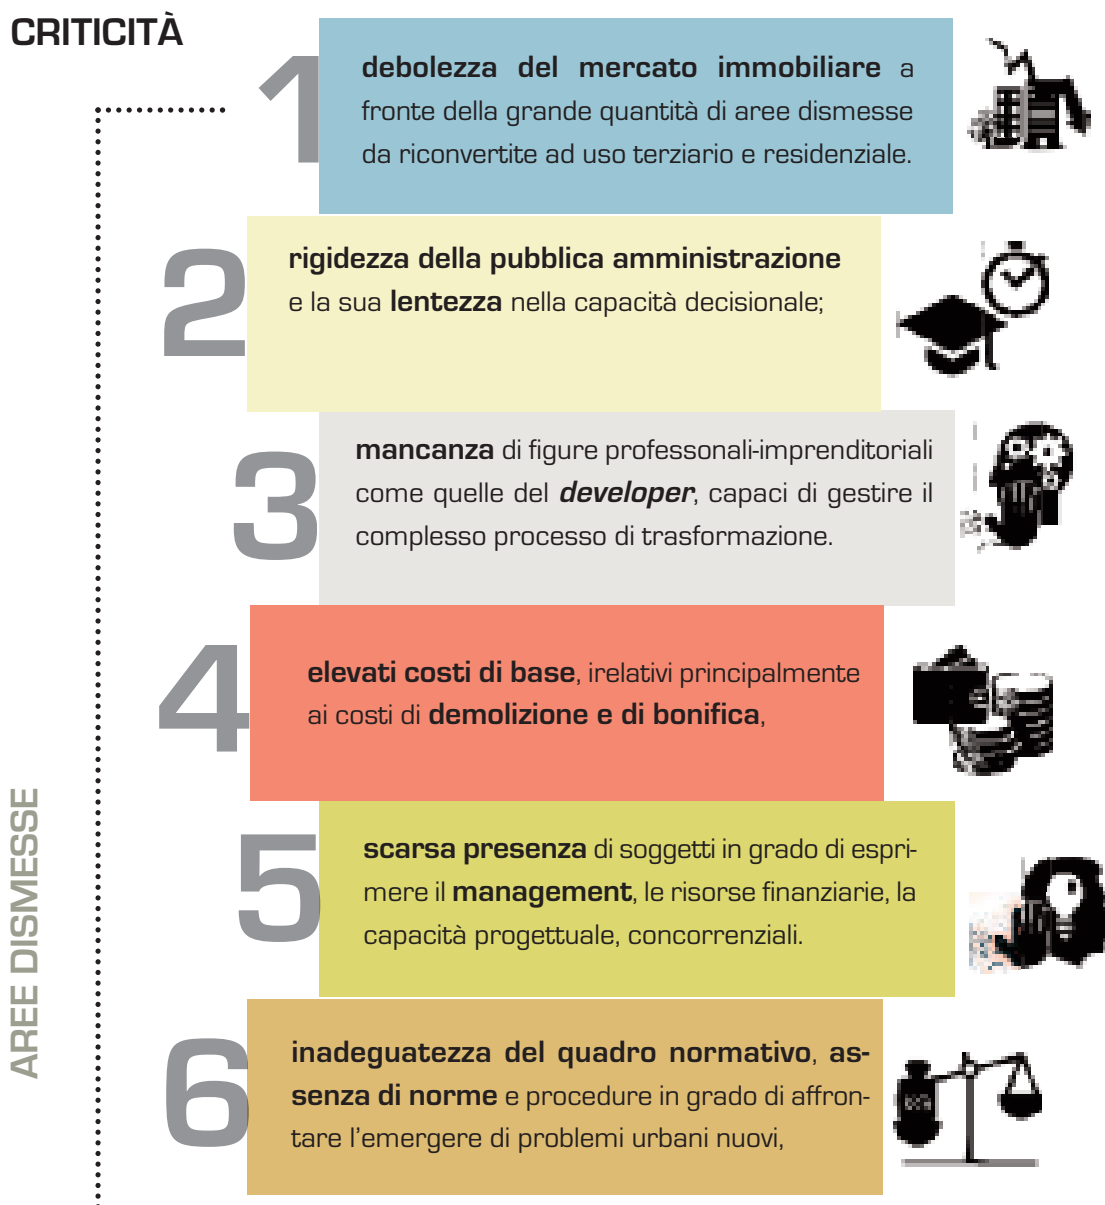 CRITICITÀ
1
debolezza del mercato immobiliare a
fronte della grande quantità di aree dismesse
da riconvertite ad uso terziario e residenziale.
2
rigidezza della pubblica amministrazione
e la sua lentezza nella capacità decisionale;
3
mancanza di figure professonali-imprenditoriali
come quelle del developer, capaci di gestire il
complesso processo di trasformazione.
4
elevati costi di base, irelativi principalmente
ai costi di demolizione e di bonifica,
5
scarsa presenza di soggetti in grado di espri-
mere il management, le risorse finanziarie, la
capacità progettuale, concorrenziali.
6
inadeguatezza del quadro normativo, as-
senza di norme e procedure in grado di affron-
tare l'emergere di problemi urbani nuovi,
AREE DISMESSE